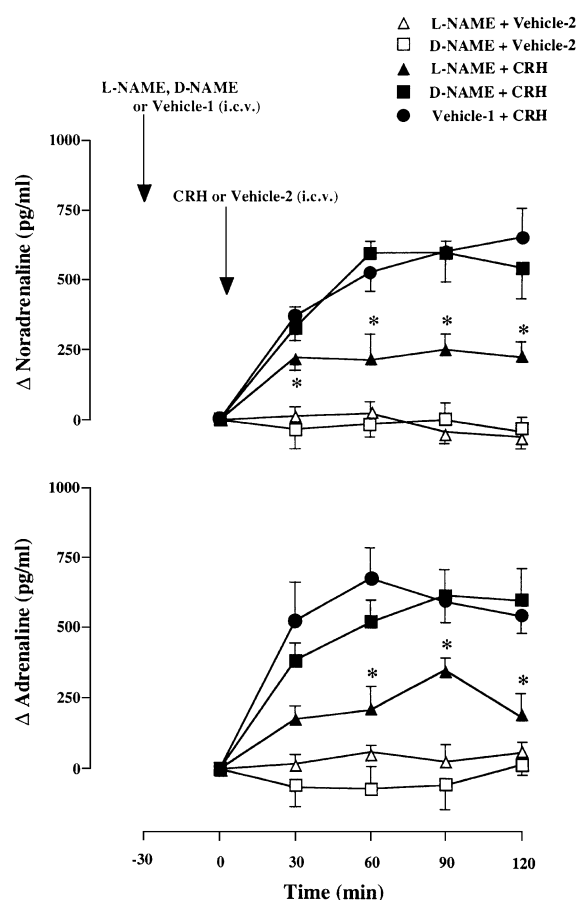 L-NAME + Vehicle-2
D-NAME + Vehicle-2
L-NAME + CRH
D-NAME + CRH
Vehicle-1 + CRH
L-NAME, D-NAME
or Vehicle-1 (i.c.v.)
CRH or Vehicle-2 (i.c.v.)
Δ Noradrenaline (pg/ml)
1000
750
500
250
0
*
*
*
*
Δ Adrenaline (pg/ml)
1000
750
500
250
0
*
*
*
-30
0
30
60
90
120
Time (min)